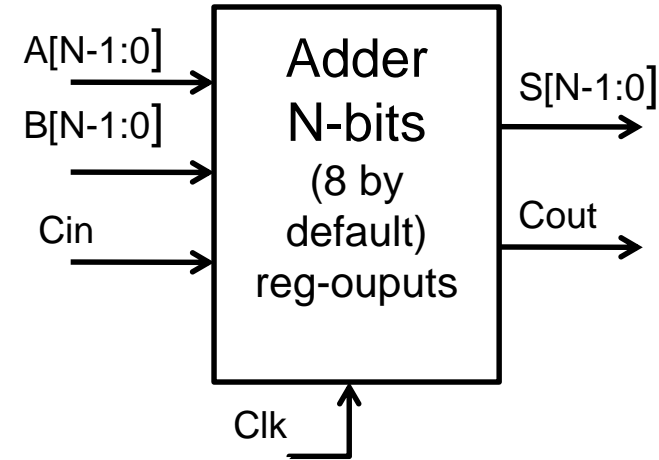 A[N-1:0]
B[N-1:0]
Cin
Adder
N-bits
(8 by
default)
reg-ouputs
S[N-1:0]
Cout
Clk